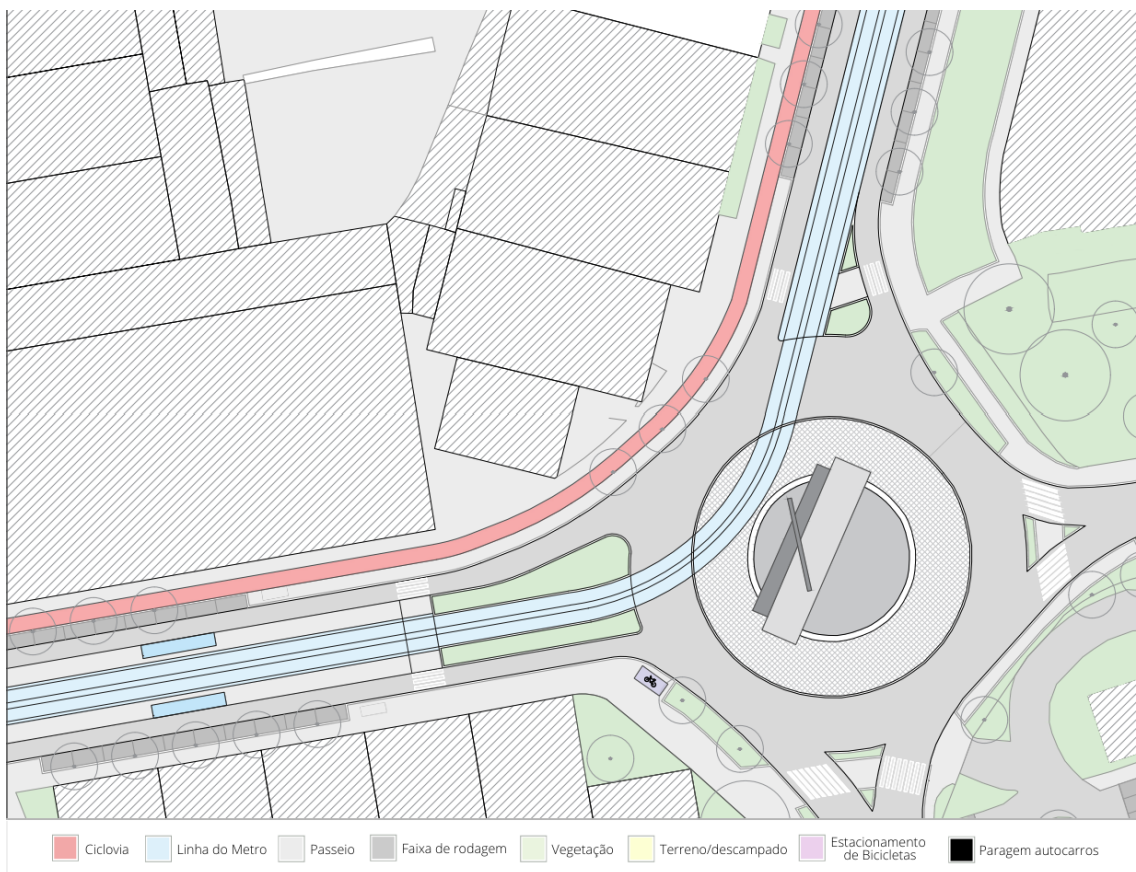 Ciclovia
Linha do Metro
Passeio
Faixa de rodagem
Vegetação
Terreno/descampado
Estacionamento
de Bicicletas
Paragem autocarros